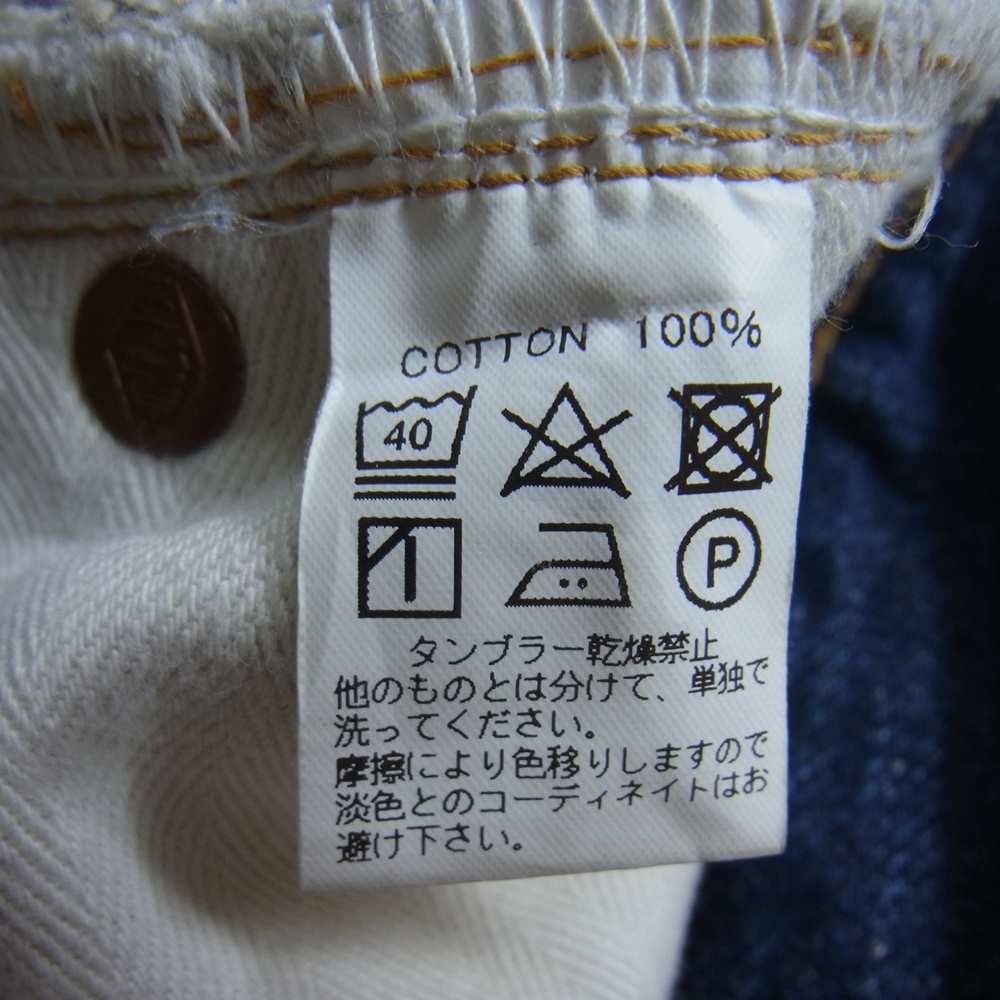 COTTON 100%
40
P
タンブラー乾燥禁止
他のものとは分けて、単独で
洗ってください。
摩擦により色移りしますので
淡色とのコーディネイトはお
避け下さい。